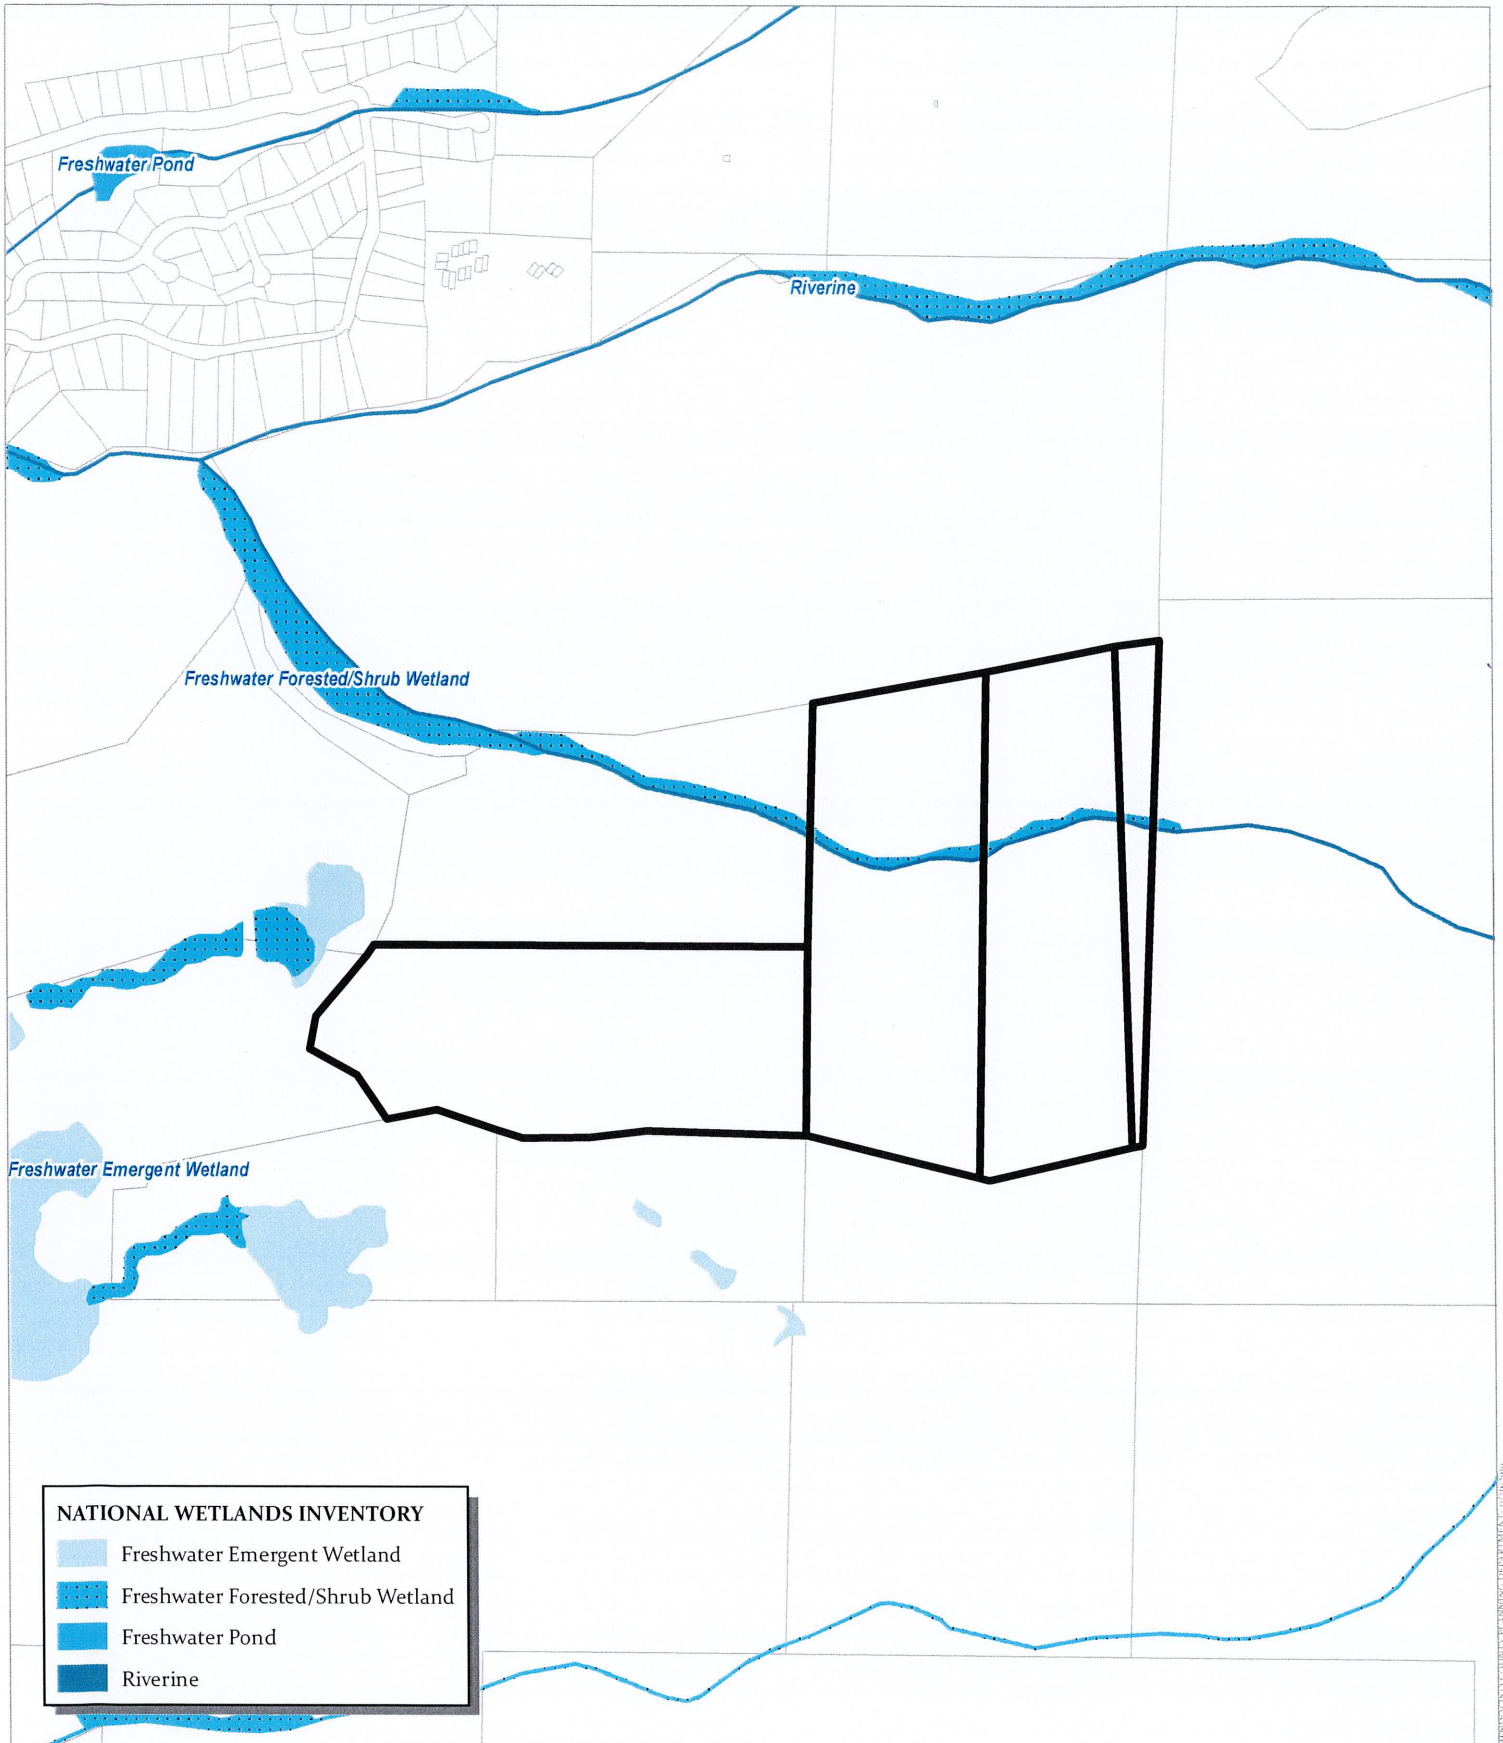 Freshwater Pond
Riverine
Freshwater Forested/Shrub Wetland
Freshwater Emergent Wetland
NATIONAL WETLANDS INVENTORY
Freshwater Emergent Wetland
Freshwater Forested/Shrub Wetland
Freshwater Pond
Riverine